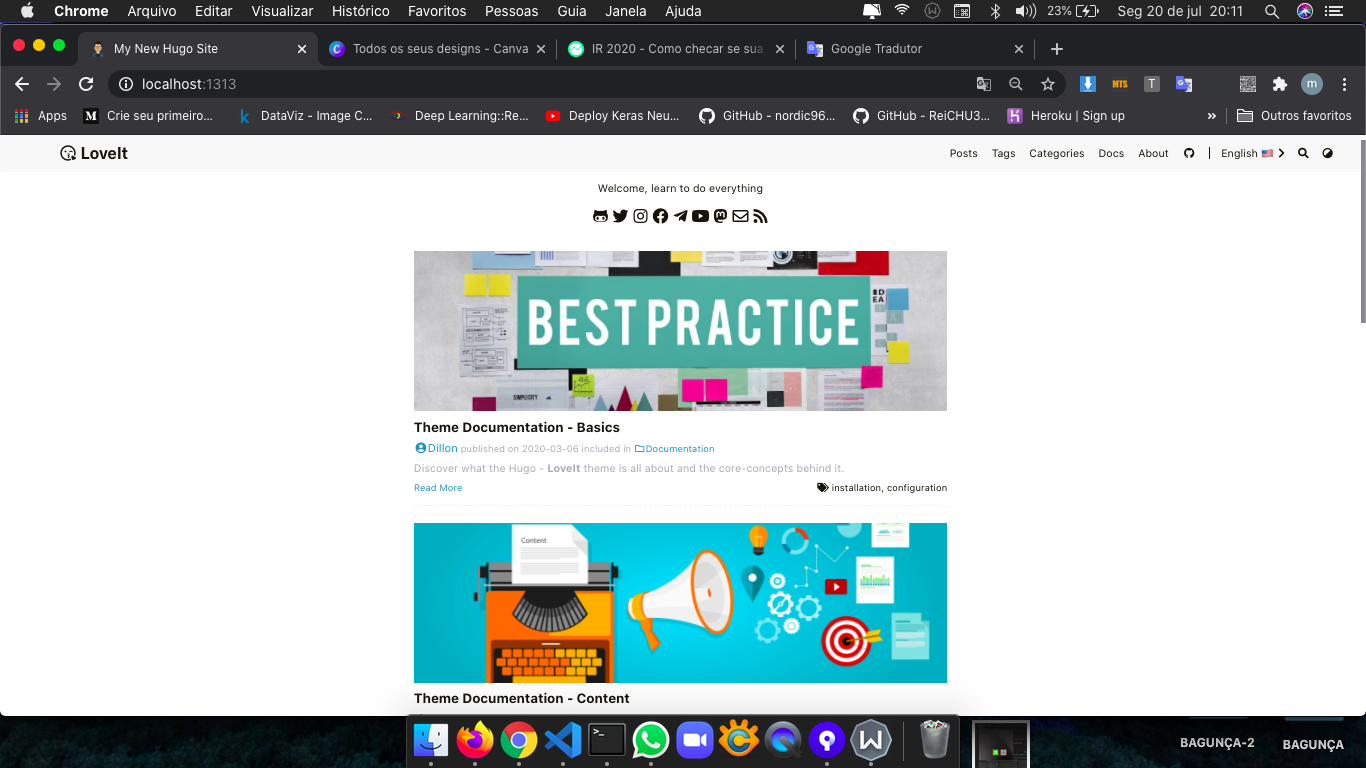 Chrome Arquivo Editar Visualizar Histórico Favoritos Pessoas Guia Janela Ajuda 23% Seg 20 de jul 20:11
My New Hugo Site Todos os seus designs - Canva IR 2020 - Como checar se sua Google Tradutor
localhost:1313 MTS T m
Apps M Crie seu primeiro... k DataViz - Image C... Deep Learning::Re... Deploy Keras Neu... GitHub - nordic96... GitHub - ReiCHU3... Heroku | Sign up » Outros favoritos
LoveIt Posts Tags Categories Docs About | English
Welcome, learn to do everything
BEST PRACTICE
IDEA
SIMPLICITY
Theme Documentation - Basics
Dillon published on 2020-03-06 included in Documentation
Discover what the Hugo - LoveIt theme is all about and the core-concepts behind it.
Read More installation, configuration
Content
Theme Documentation - Content
BAGUNÇA-2 BAGUNÇA